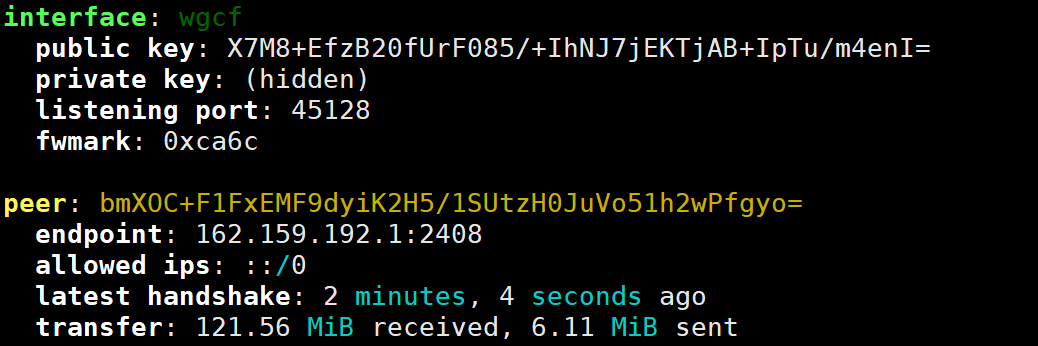 interface: wgcf
public key: X7M8+EfzB20fUrF085/+IhNJ7jEKTjAB+IpTu/m4enI=
private key: (hidden)
listening port: 45128
fwmark: 0xca6c
peer: bmXOC+F1FxEMF9dyiK2H5/1SUtzH0JuVo51h2wPfgyo=
endpoint: 162.159.192.1:2408
allowed ips: ::/0
latest handshake: 2 minutes, 4 seconds ago
transfer: 121.56 MiB received, 6.11 MiB sent